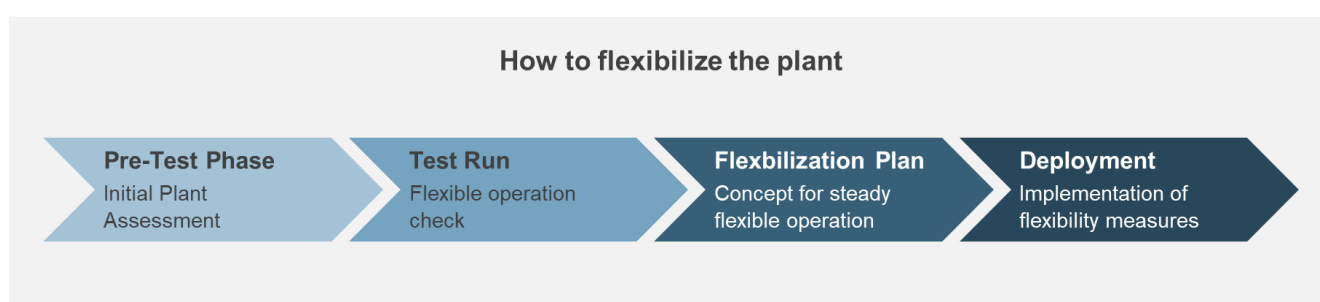 How to flexibilize the plant
Pre-Test Phase
Initial Plant
Assessment
Test Run
Flexible operation
check
Flexbilization Plan
Concept for steady
flexible operation
Deployment
Implementation of
flexibility measures